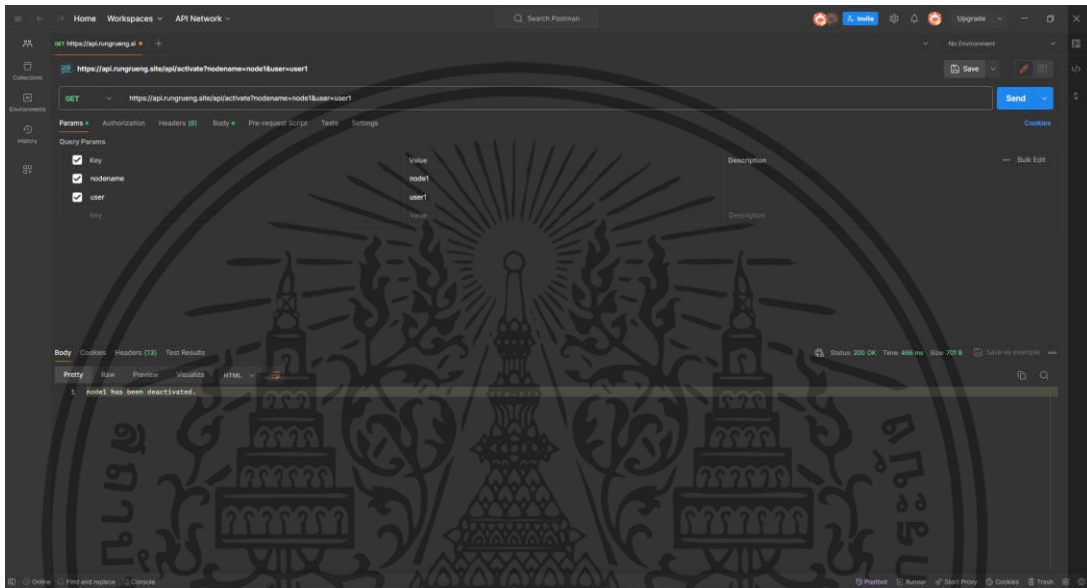 Home Workspaces API Network Search Postman Invite Upgrade
GET https://api.rungrueng.si No Environment
https://api.rungrueng.site/api/activate?nodename=node1&user=user1 Save
GET https://api.rungrueng.site/api/activate?nodename=node1&user=user1 Send
Params Authorization Headers (8) Body Pre-request Script Tests Settings Cookies
Query Params
Key Value Description Bulk Edit
nodename node1
user user1
Key Value Description
Collections
Environments
History
Body Cookies Headers (13) Test Results Status: 200 OK Time: 466 ms Size: 701 B Save as example
Pretty Raw Preview Visualize HTML
1 node1 has been deactivated.
Online Find and replace Console Postbot Runner Start Proxy Cookies Trash